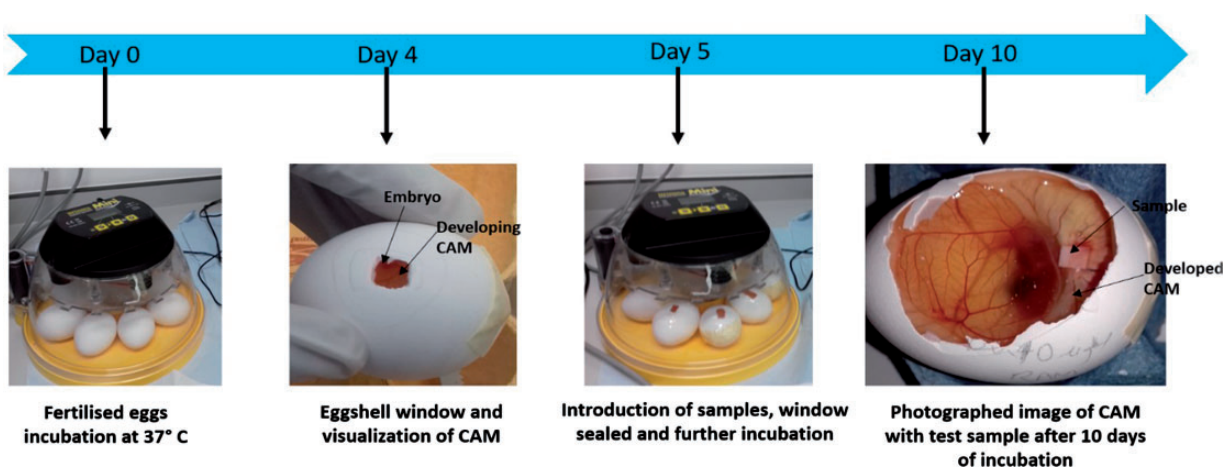 Day 0
Day 4
Day 5
Day 10
Mini
Embryo
Developing
CAM
Mini
Sample
Developed
CAM
Fertilised eggs
incubation at 37° C
Eggshell window and
visualization of CAM
Introduction of samples, window
sealed and further incubation
Photographed image of CAM
with test sample after 10 days
of incubation